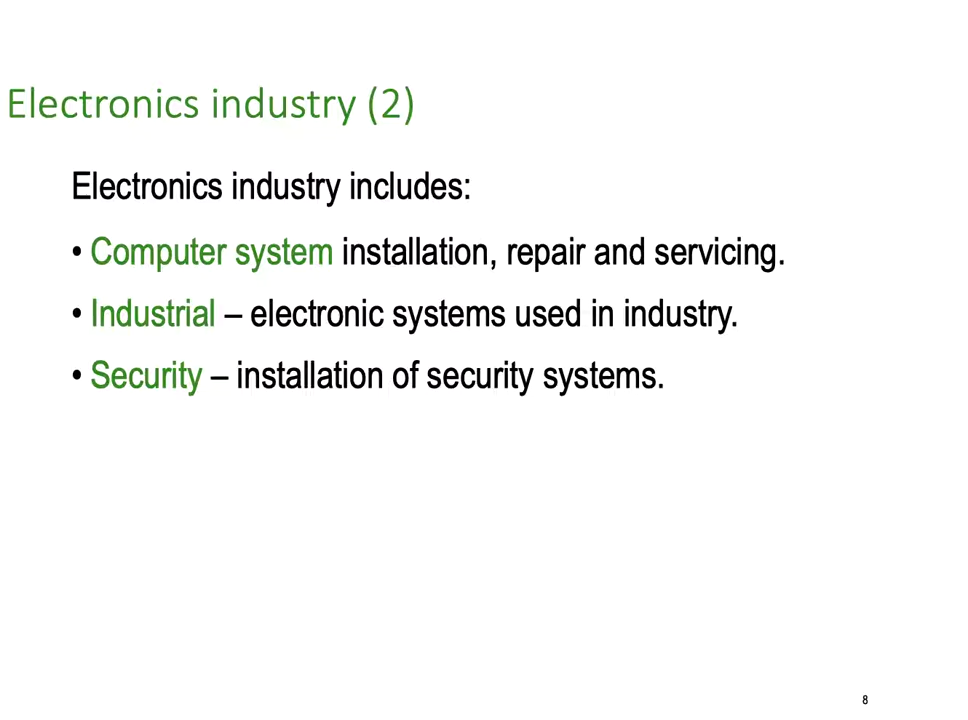 Electronics industry (2)
Electronics industry includes:
• Computer system installation, repair and servicing.
• Industrial – electronic systems used in industry.
• Security – installation of security systems.
8